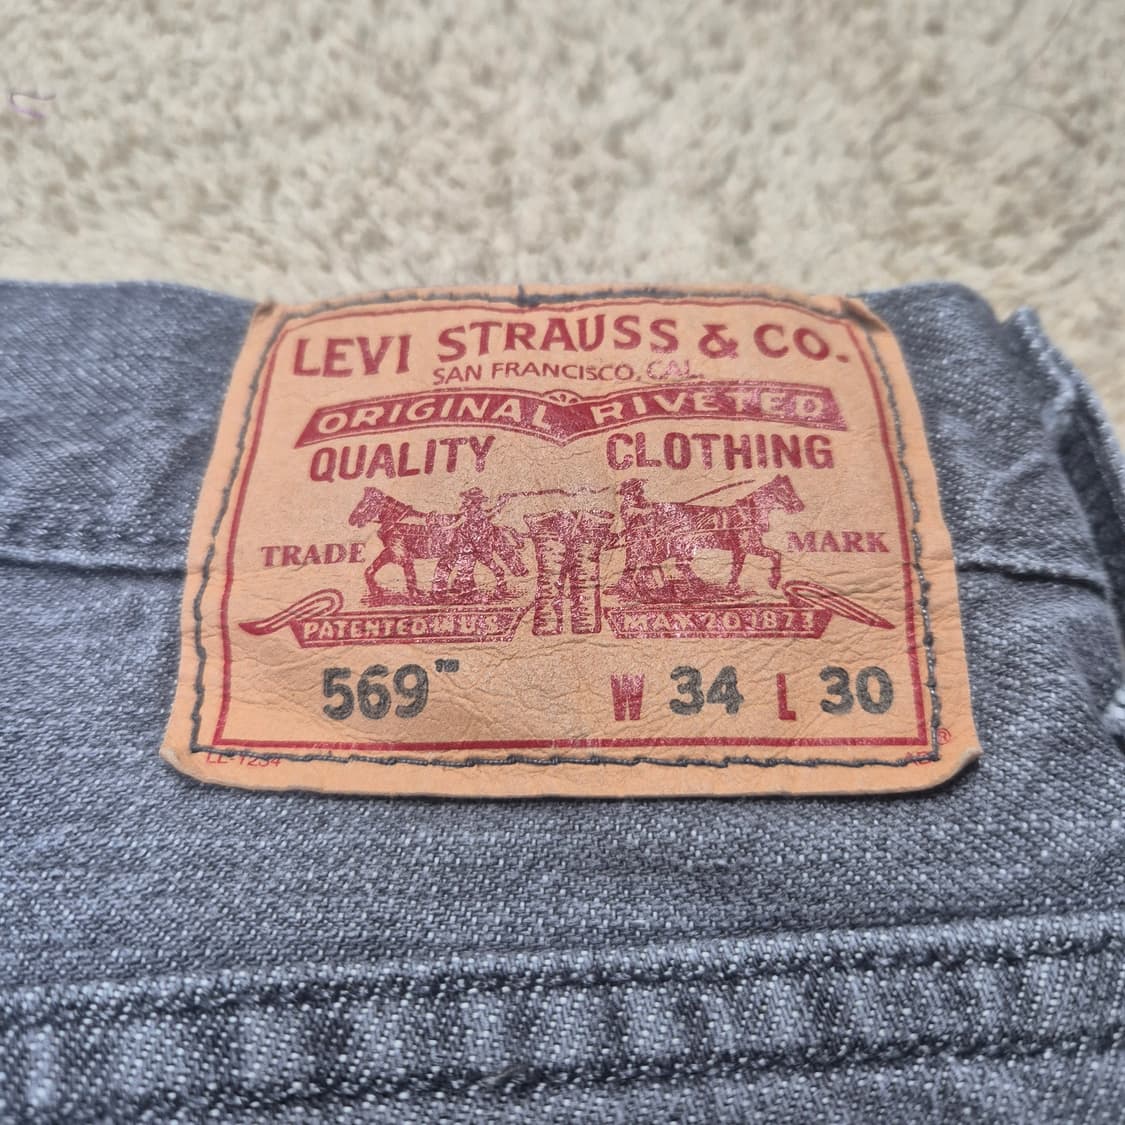 LEVI STRAUSS & CO.
SAN FRANCISCO, CAL.
ORIGINAL RIVETED
QUALITY CLOTHING
TRADE MARK
PATENTED IN U.S. MAY 20 1873
569™ W 34 L 30
®